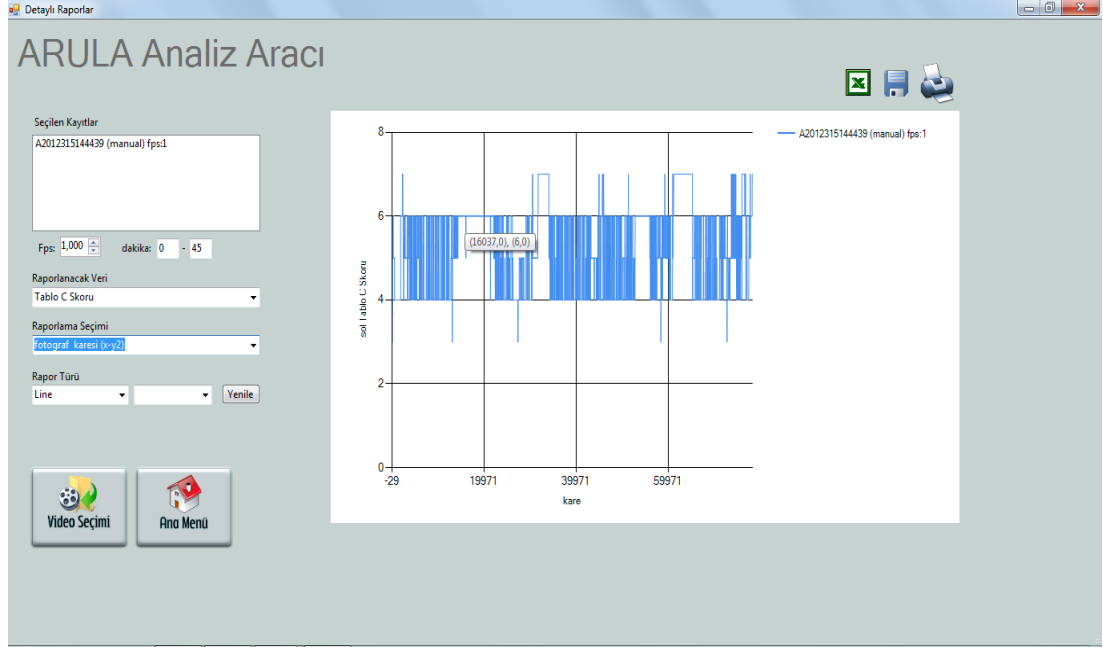 Detaylı Raporlar
ARULA Analiz Aracı
Seçilen Kayıtlar
A2012315144439 (manual) fps:1
Fps: 1,000 dakika: 0 - 45
Raporlanacak Veri
Tablo C Skoru
Raporlama Seçimi
fotograf karesi (x-y2)
Rapor Türü
Line
Yenile
Video Seçimi
Ana Menü
8
6
4
2
0
sol Tablo C Skoru
(16037,0), (6,0)
-29
19971
39971
59971
kare
A2012315144439 (manual) fps:1